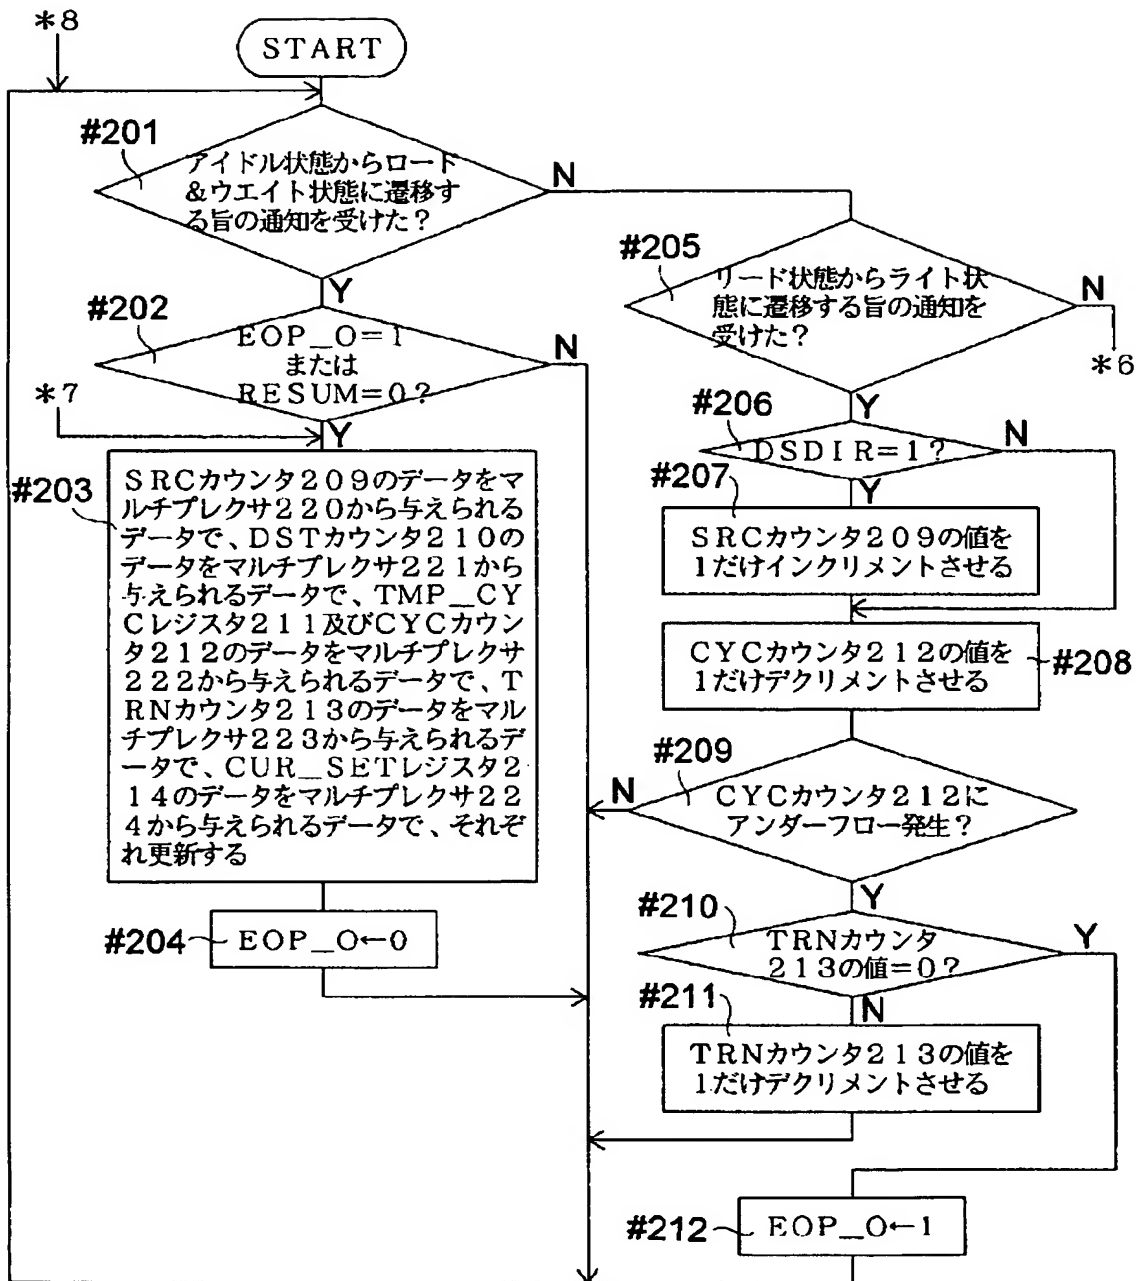 *8
START
#201
アイドル状態からロード
&ウエイト状態に遷移す
る旨の通知を受けた?
N
Y
#202
EOP_O=1
または
RESUM=0?
N
*7
Y
#203
SRCカウンタ209のデータをマ
ルチプレクサ220から与えられる
データで、DSTカウンタ210の
データをマルチプレクサ221から
与えられるデータで、TMP_CY
Cレジスタ211及びCYCカウン
タ212のデータをマルチプレクサ
222から与えられるデータで、T
RNカウンタ213のデータをマル
チプレクサ223から与えられるデ
ータで、CUR_SETレジスタ2
14のデータをマルチプレクサ22
4から与えられるデータで、それぞ
れ更新する
#204
EOP_O←0
#205
リード状態からライト状
態に遷移する旨の通知を
受けた?
N
*6
Y
#206
DSDIR=1?
N
Y
#207
SRCカウンタ209の値を
1だけインクリメントさせる
CYCカウンタ212の値を
1だけデクリメントさせる
#208
#209
N
CYCカウンタ212に
アンダーフロー発生?
Y
#210
TRNカウンタ
213の値=0?
Y
N
#211
TRNカウンタ213の値を
1だけデクリメントさせる
#212
EOP_O←1